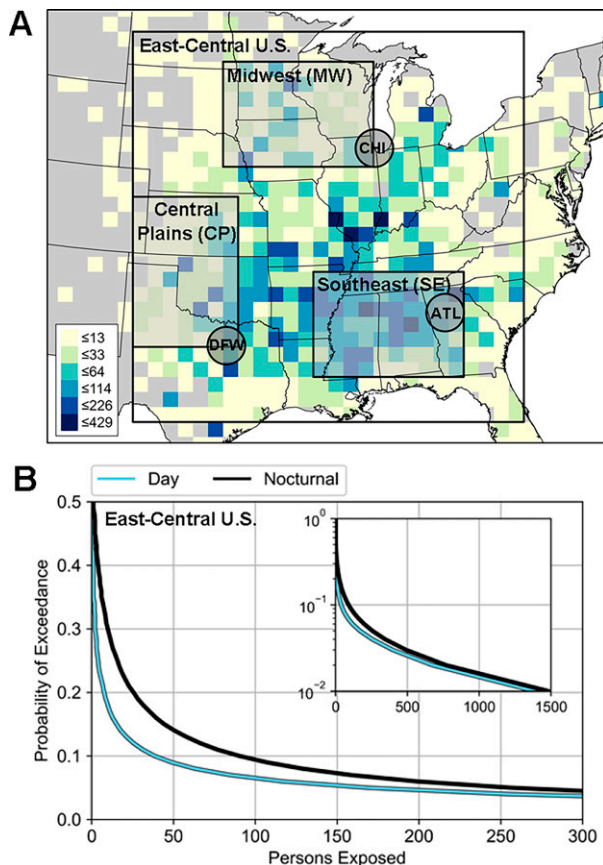 A
East-Central U.S.
Midwest (MW)
CHI
Central
Plains (CP)
Southeast (SE)
ATL
DFW
≤13
≤33
≤64
≤114
≤226
≤429
B
Day Nocturnal
East-Central U.S.
Probability of Exceedance
0.5
0.4
0.3
0.2
0.1
0.0
10⁰
10⁻¹
10⁻²
0 500 1000 1500
0 50 100 150 200 250 300
Persons Exposed